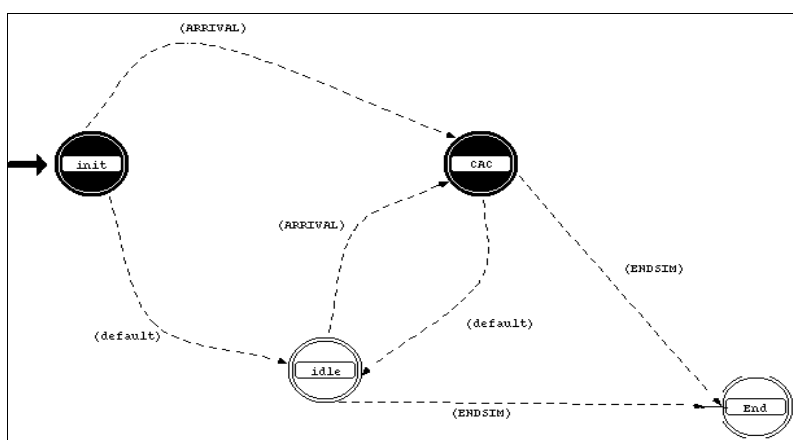 (ARRIVAL)
init
CAC
(ARRIVAL)
(ENDSIM)
(default)
(default)
idle
End
(ENDSIM)